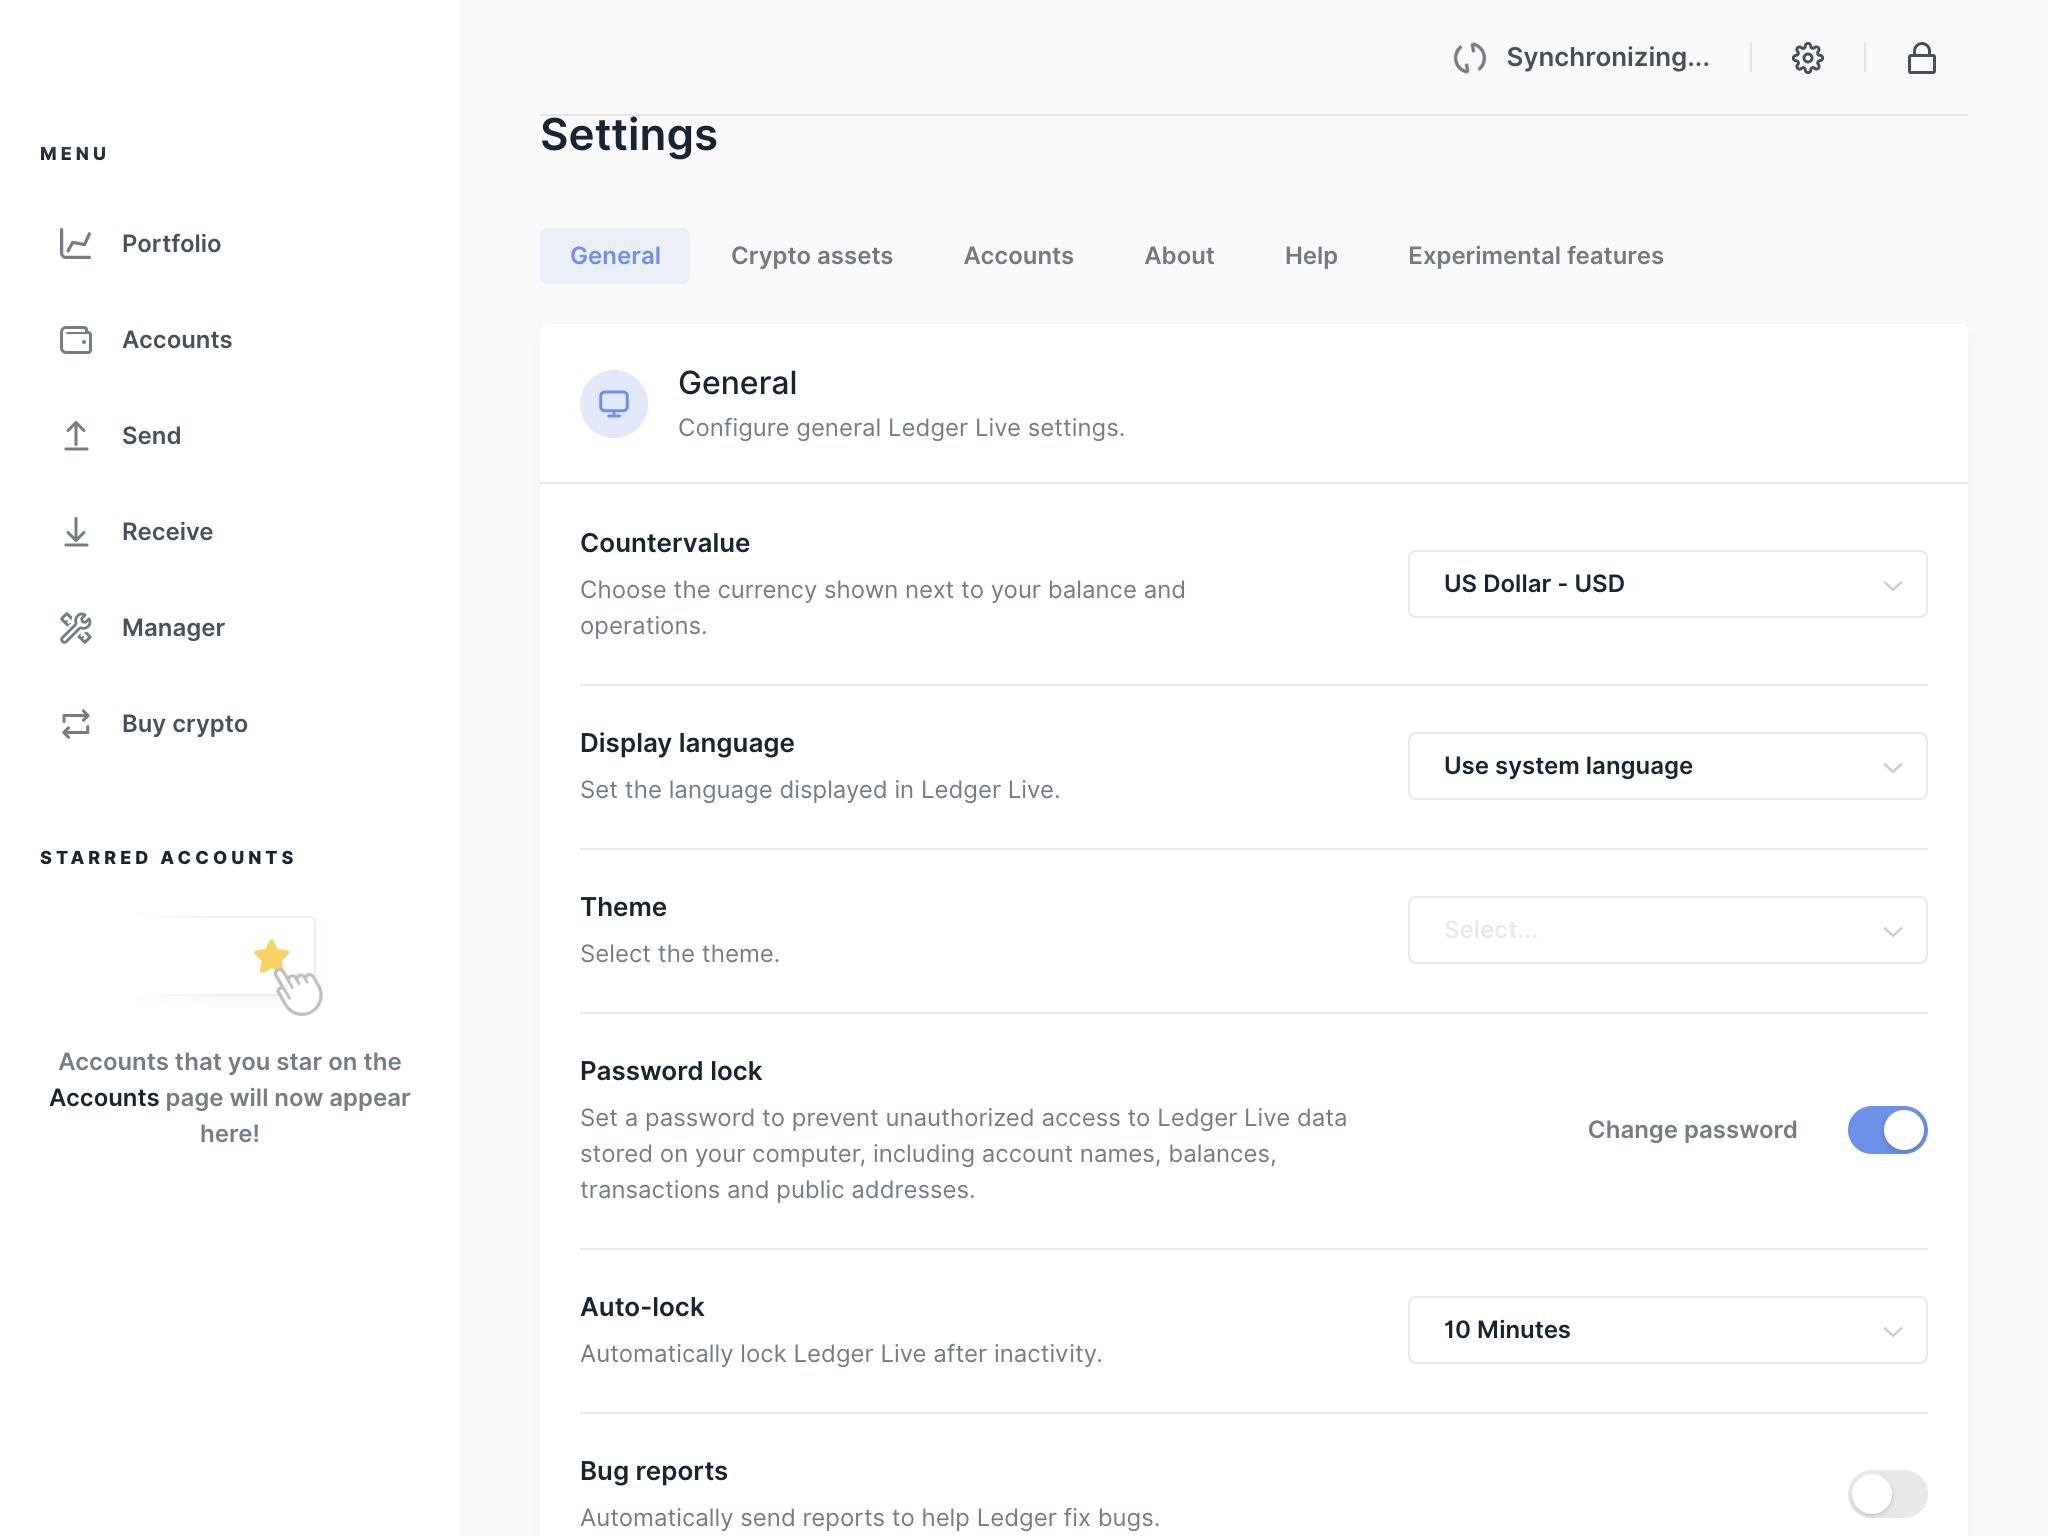 Synchronizing...
MENU
Portfolio
Accounts
Send
Receive
Manager
Buy crypto
STARRED ACCOUNTS
Accounts that you star on the
Accounts page will now appear
here!
Settings
General
Crypto assets
Accounts
About
Help
Experimental features
General
Configure general Ledger Live settings.
Countervalue
Choose the currency shown next to your balance and
operations.
US Dollar - USD
Display language
Set the language displayed in Ledger Live.
Use system language
Theme
Select the theme.
Select...
Password lock
Set a password to prevent unauthorized access to Ledger Live data
stored on your computer, including account names, balances,
transactions and public addresses.
Change password
Auto-lock
Automatically lock Ledger Live after inactivity.
10 Minutes
Bug reports
Automatically send reports to help Ledger fix bugs.